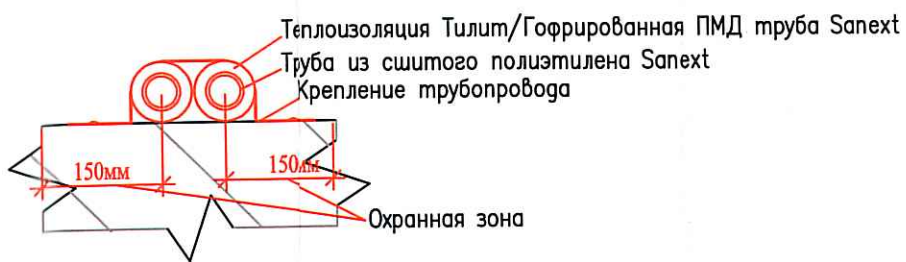 Теплоизоляция Тилит/Гофрированная ПМД труба Sanext
Труба из сшитого полиэтилена Sanext
Крепление трубопровода
150мм
150мм
Охранная зона